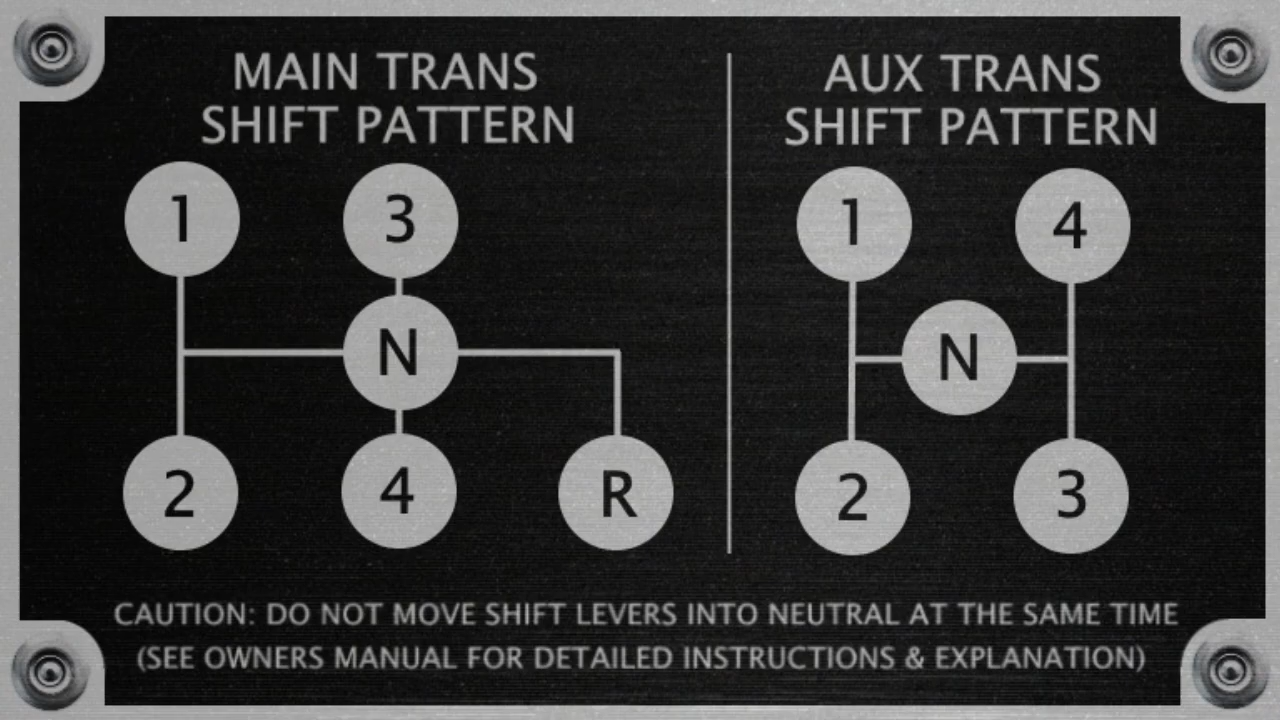 MAIN TRANS
SHIFT PATTERN
1 3
N
2 4 R
AUX TRANS
SHIFT PATTERN
1 4
N
2 3
CAUTION: DO NOT MOVE SHIFT LEVERS INTO NEUTRAL AT THE SAME TIME
(SEE OWNERS MANUAL FOR DETAILED INSTRUCTIONS & EXPLANATION)